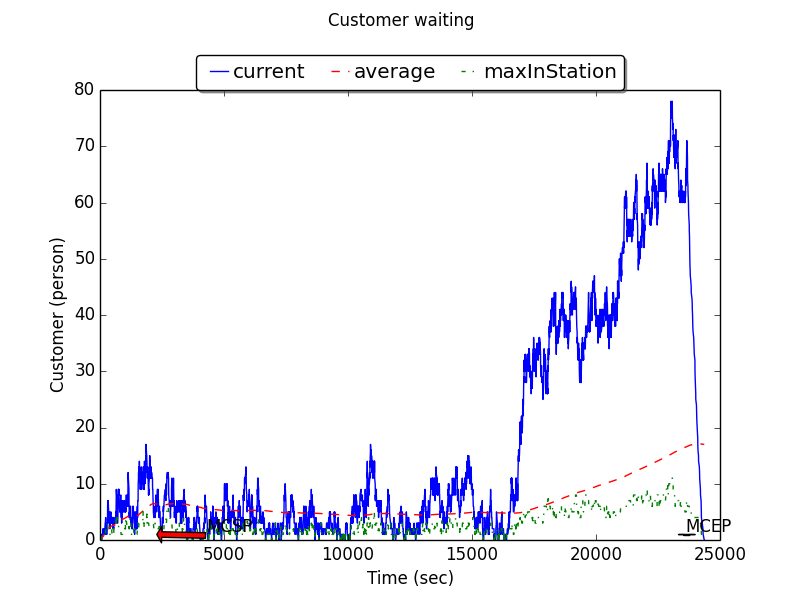 Customer waiting
current average maxInStation
80
70
60
50
40
30
20
10
0
Customer (person)
MCSP
MCEP
0 5000 10000 15000 20000 25000
Time (sec)